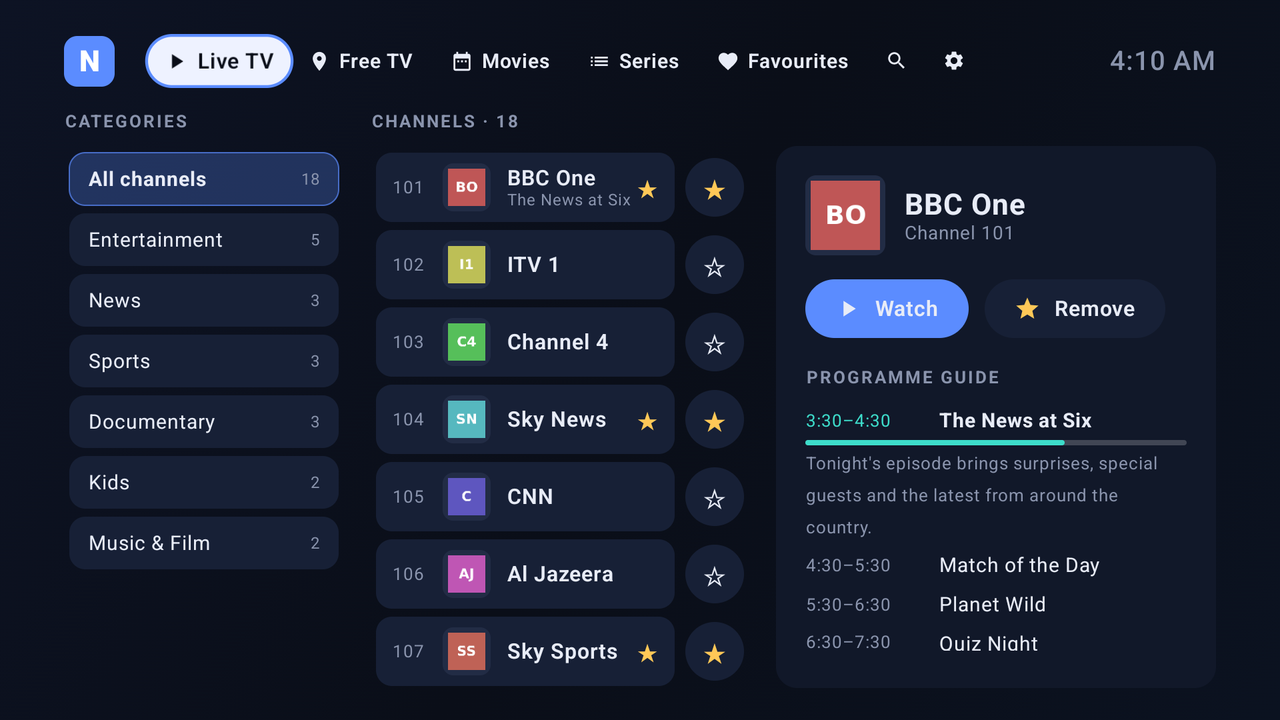 N
Live TV
Free TV
Movies
Series
Favourites
4:10 AM
CATEGORIES
All channels 18
Entertainment 5
News 3
Sports 3
Documentary 3
Kids 2
Music & Film 2
CHANNELS · 18
101 BO BBC One
The News at Six
102 I1 ITV 1
103 C4 Channel 4
104 SN Sky News
105 C CNN
106 AJ Al Jazeera
107 SS Sky Sports
BO
BBC One
Channel 101
Watch
Remove
PROGRAMME GUIDE
3:30–4:30 The News at Six
Tonight's episode brings surprises, special
guests and the latest from around the
country.
4:30–5:30 Match of the Day
5:30–6:30 Planet Wild
6:30–7:30 Quiz Night